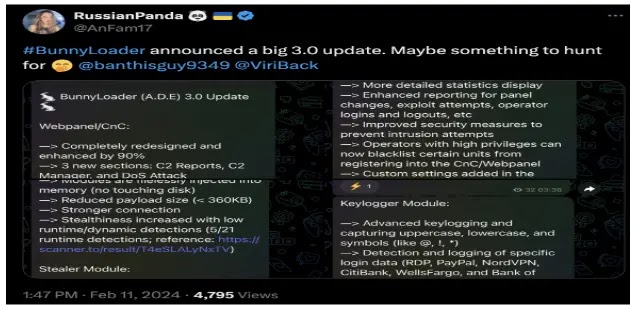 RussianPanda
@AnFam17
#BunnyLoader announced a big 3.0 update. Maybe something to hunt
for @banthisguy9349 @ViriBack
BunnyLoader (A.D.E) 3.0 Update
Webpanel/CnC:
—> Completely redesigned and
enhanced by 90%
—> 3 new sections: C2 Reports, C2
Manager, and DoS Attack
—> More detailed statistics display
—> Enhanced reporting for panel
changes, exploit attempts, operator
logins and logouts, etc
—> Improved security measures to
prevent intrusion attempts
—> Operators with high privileges can
now blacklist certain units from
registering into the CnC/Webpanel
—> Custom settings added in the
1
32 03:36
—> Modules are filelessly injected into
memory (no touching disk)
—> Reduced payload size (< 360KB)
—> Stronger connection
—> Stealthiness increased with low
runtime/dynamic detections (5/21
runtime detections; reference: https://
scanner.to/result/T4eSLALyNxTV)
Stealer Module:
Keylogger Module:
—> Advanced keylogging and
capturing uppercase, lowercase, and
symbols (like @, !, *)
—> Detection and logging of specific
login data (RDP, PayPal, NordVPN,
CitiBank, WellsFargo, and Bank of
1:47 PM · Feb 11, 2024 · 4,795 Views